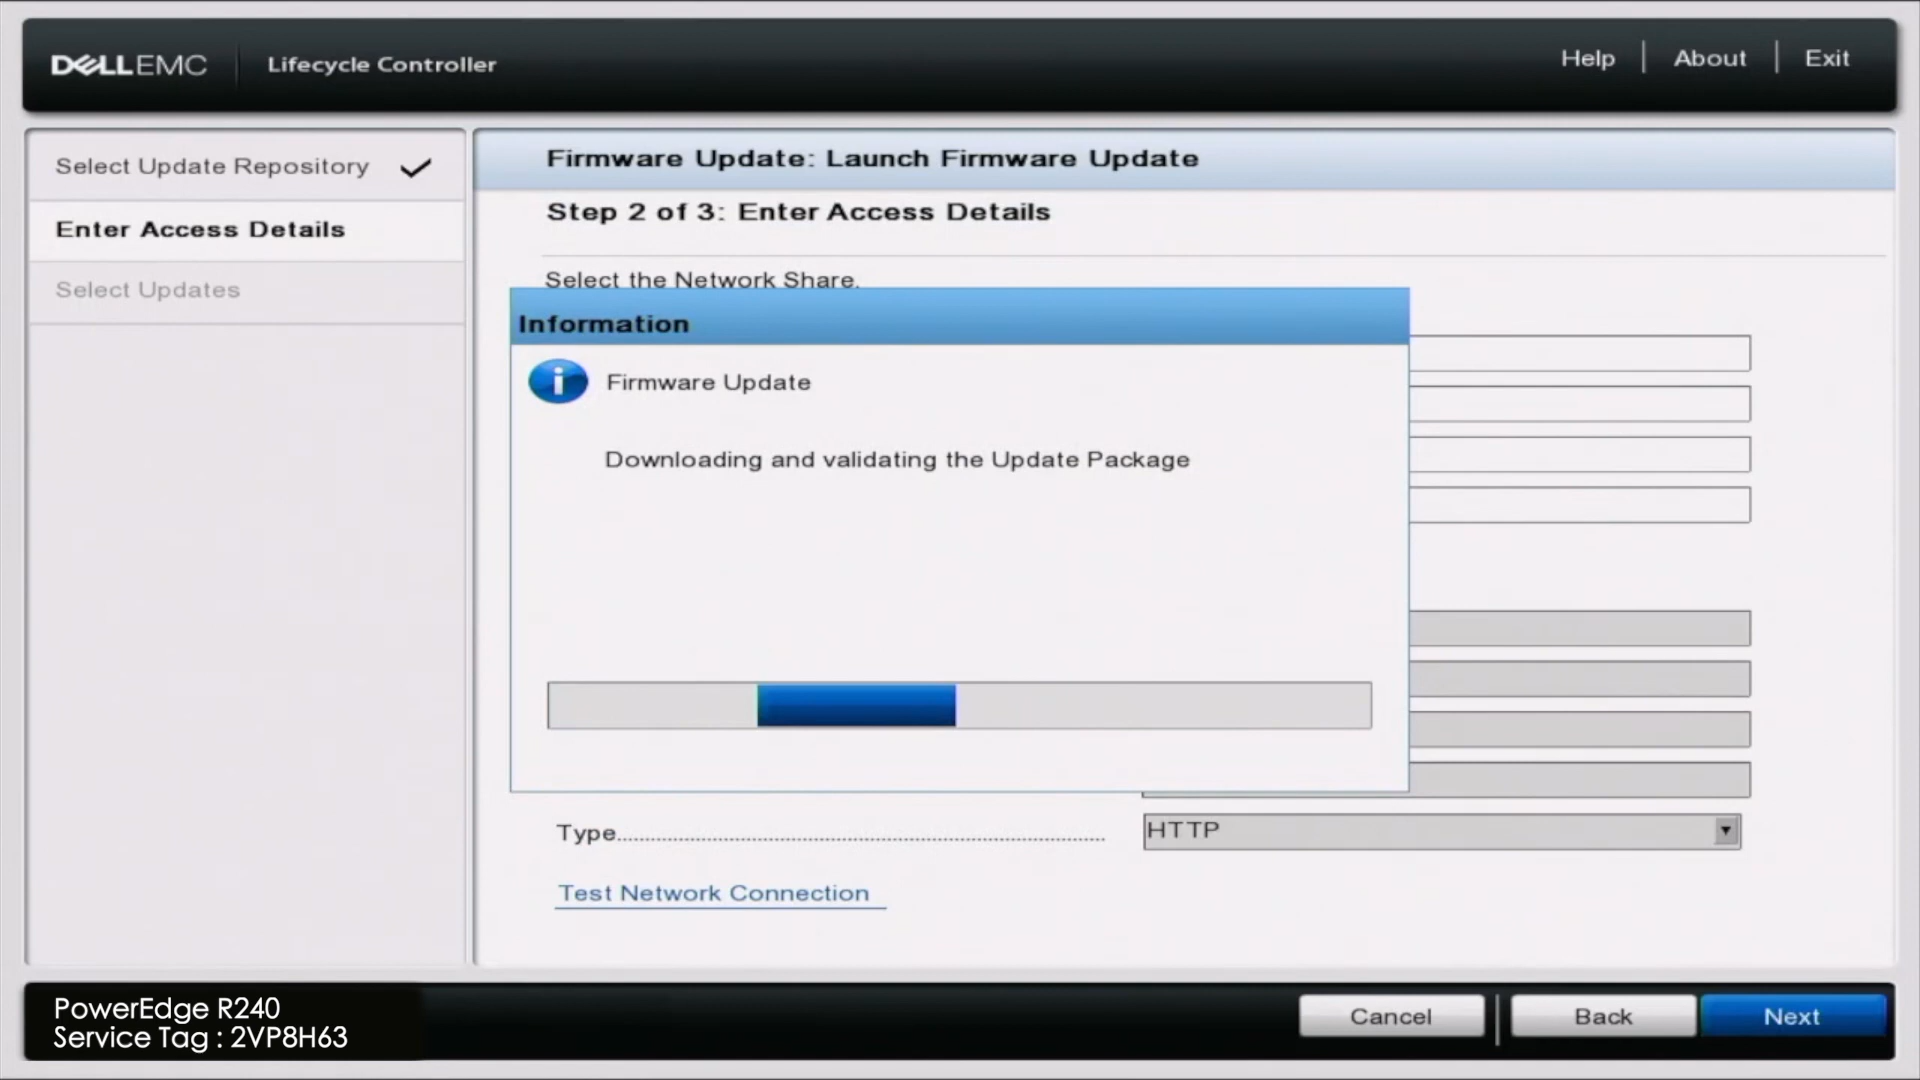 DELLEMC
Lifecycle Controller
Help
About
Exit
Select Update Repository
Enter Access Details
Select Updates
Firmware Update: Launch Firmware Update
Step 2 of 3: Enter Access Details
Select the Network Share.
Information
i
Firmware Update
Downloading and validating the Update Package
Type
HTTP
Test Network Connection
PowerEdge R240
Service Tag : 2VP8H63
Cancel
Back
Next